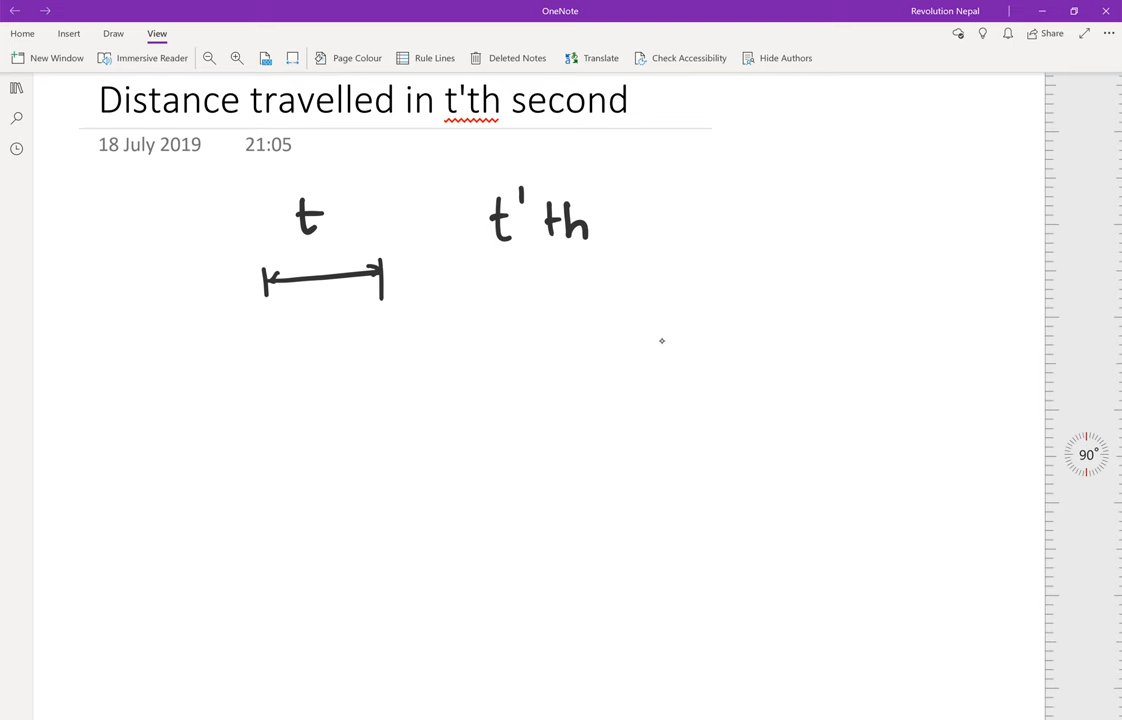 OneNote
Revolution Nepal
Home Insert Draw View
Share
New Window Immersive Reader Page Colour Rule Lines Deleted Notes Translate Check Accessibility Hide Authors
Distance travelled in t'th second
18 July 2019 21:05
t t'th
90°